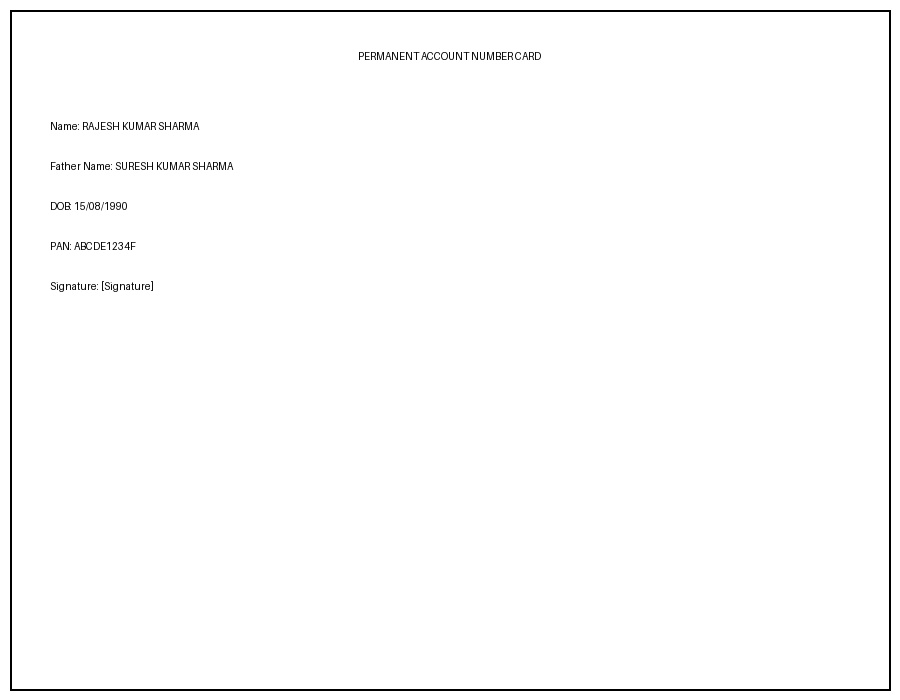 PERMANENT ACCOUNT NUMBER CARD
Name: RAJESH KUMAR SHARMA
Father Name: SURESH KUMAR SHARMA
DOB: 15/08/1990
PAN: ABCDE1234F
Signature: [Signature]